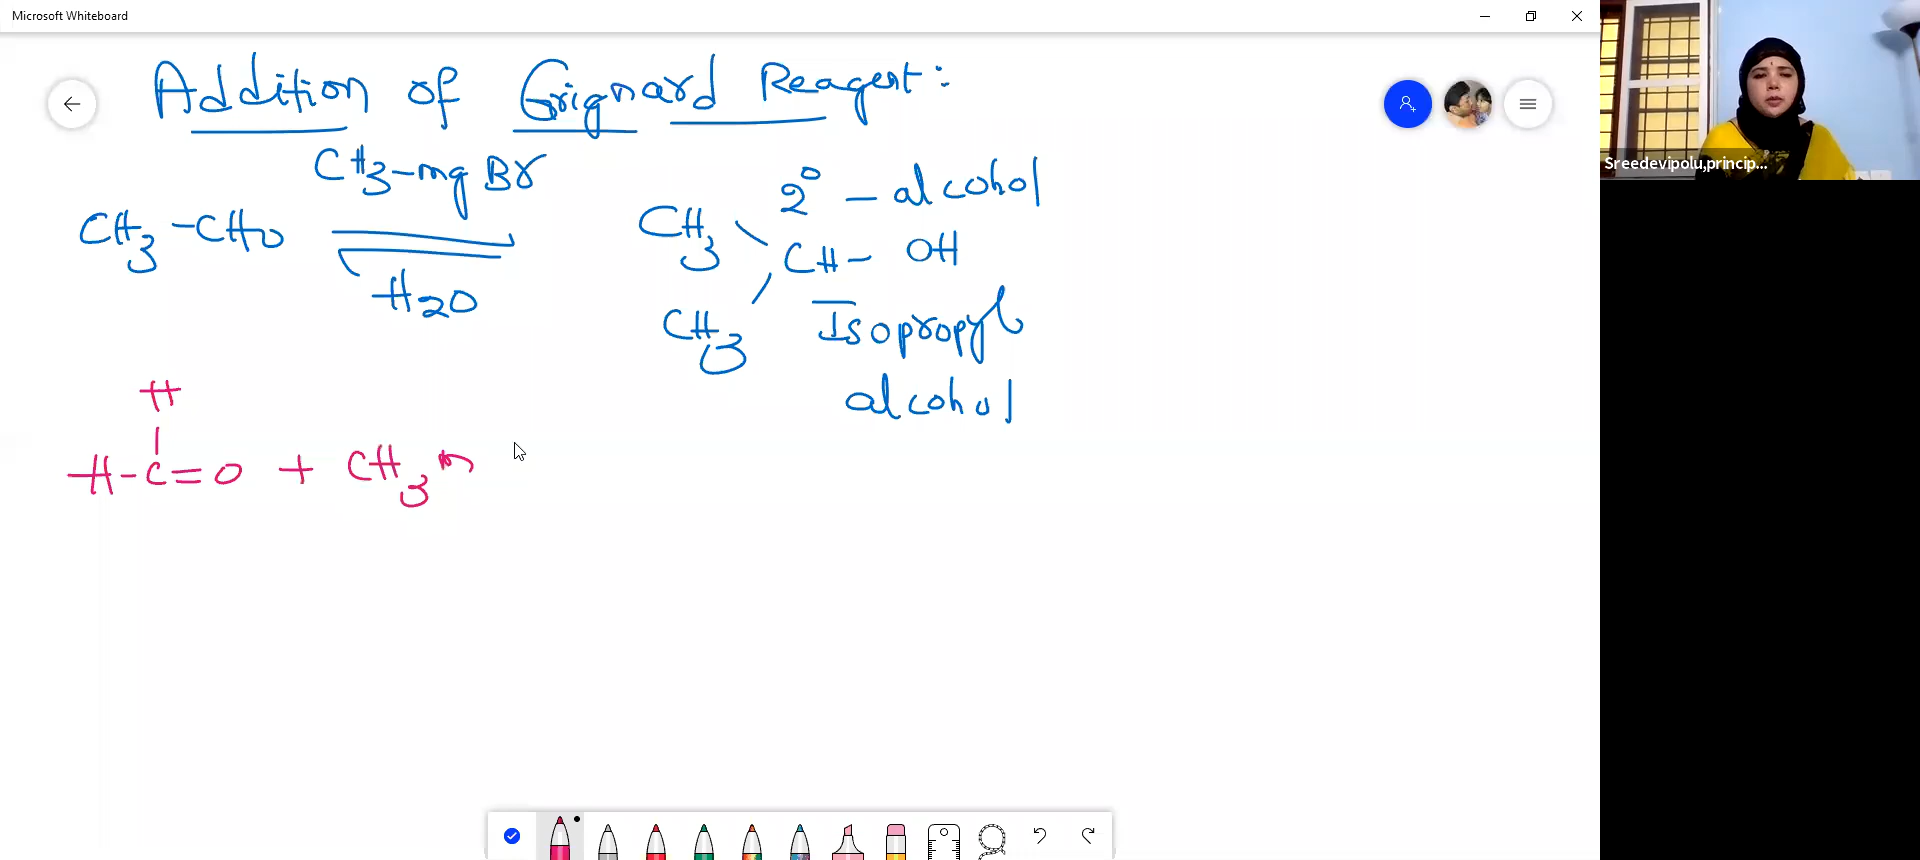 Microsoft Whiteboard
Addition of Grignard Reagent:
CH3-mg Br
CH3-CHO
H2O
2° - alcohol
CH3
CH- OH
CH3
Isopropyl
alcohol
H
H-C=O + CH3 m
Sreedevipolu,princip...